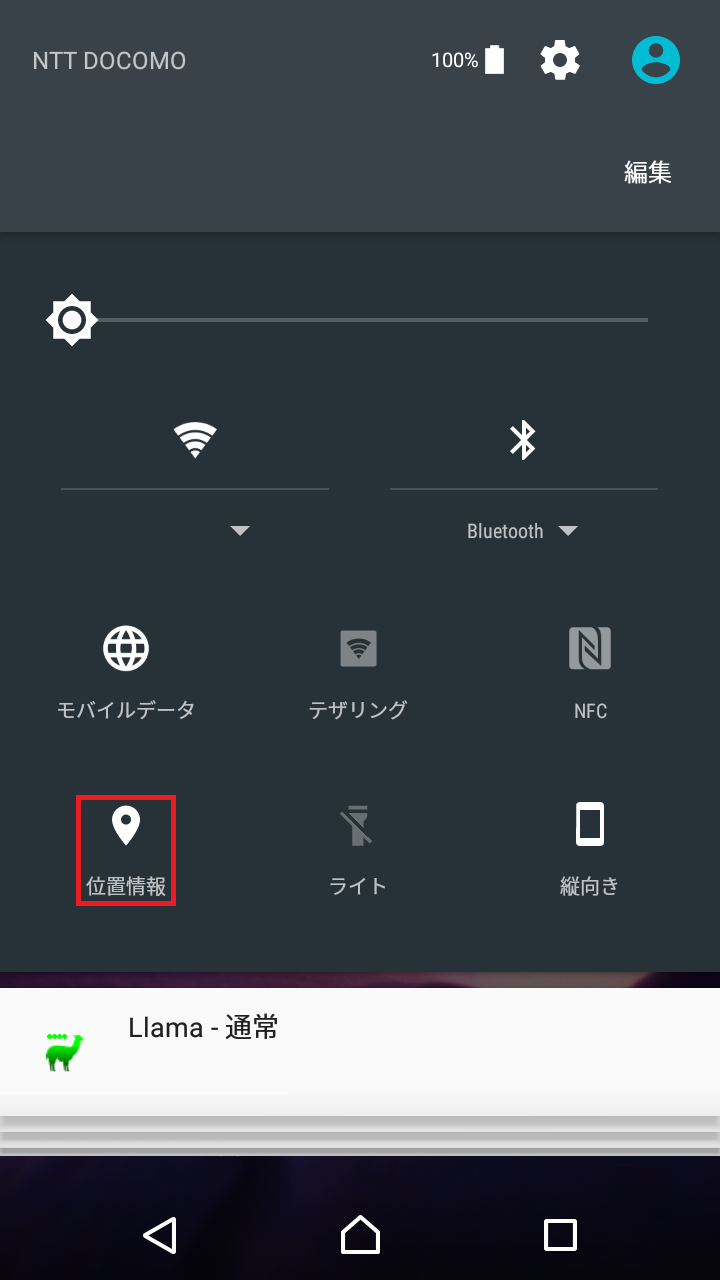 NTT DOCOMO 100%
編集
Bluetooth
モバイルデータ テザリング NFC
位置情報 ライト 縦向き
Llama - 通常